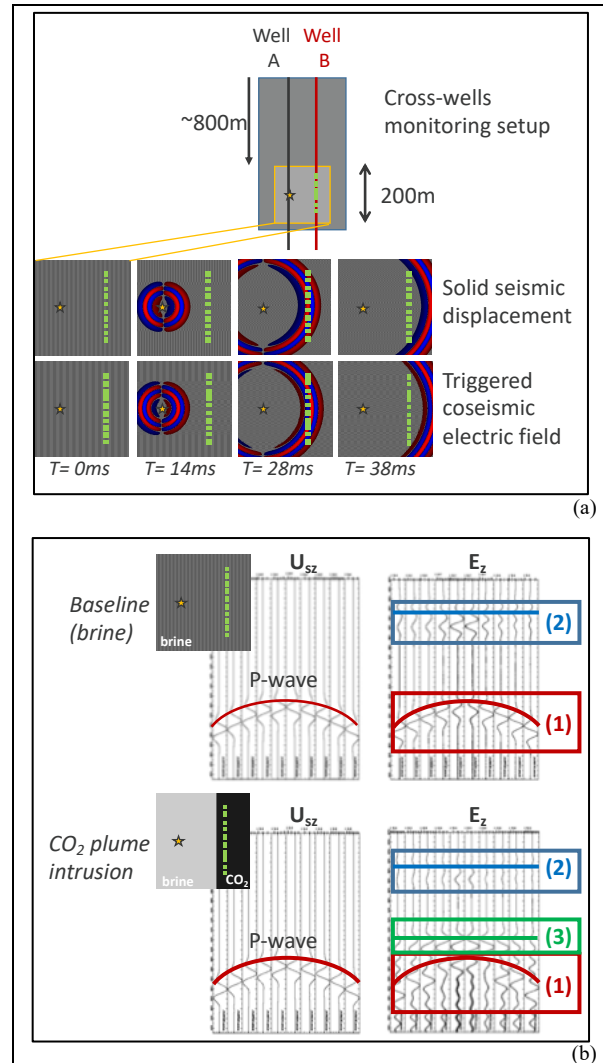 Well
A
Well
B
~800m
Cross-wells
monitoring setup
200m
Solid seismic
displacement
Triggered
coseismic
electric field
T= 0ms
T= 14ms
T= 28ms
T= 38ms
(a)
Usz
Ez
Baseline
(brine)
brine
P-wave
(2)
(1)
Usz
Ez
CO2 plume
intrusion
brine
CO2
P-wave
(2)
(3)
(1)
(b)